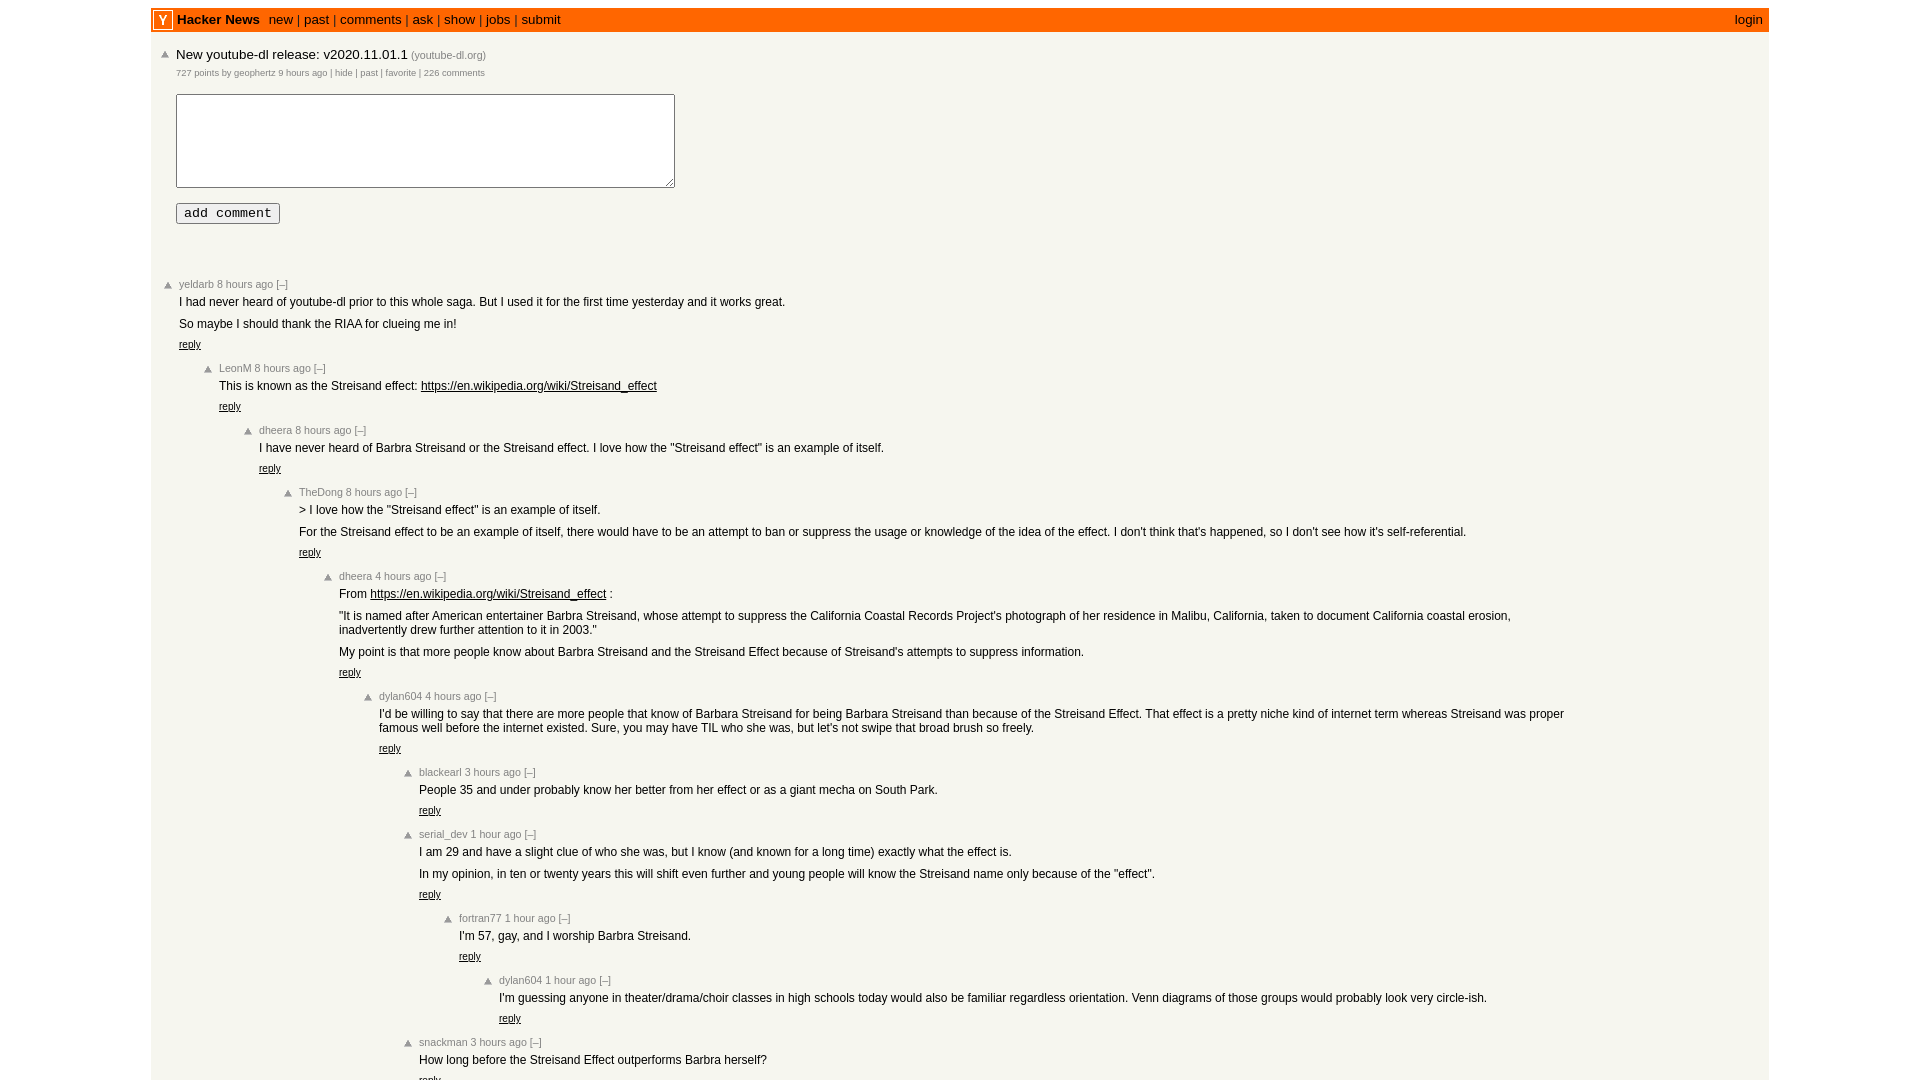 Y Hacker News new | past | comments | ask | show | jobs | submit login
New youtube-dl release: v2020.11.01.1 (youtube-dl.org)
727 points by geophertz 9 hours ago | hide | past | favorite | 226 comments
add comment
yeldarb 8 hours ago [–]
I had never heard of youtube-dl prior to this whole saga. But I used it for the first time yesterday and it works great.
So maybe I should thank the RIAA for clueing me in!
reply
LeonM 8 hours ago [–]
This is known as the Streisand effect: https://en.wikipedia.org/wiki/Streisand_effect
reply
dheera 8 hours ago [–]
I have never heard of Barbra Streisand or the Streisand effect. I love how the "Streisand effect" is an example of itself.
reply
TheDong 8 hours ago [–]
> I love how the "Streisand effect" is an example of itself.
For the Streisand effect to be an example of itself, there would have to be an attempt to ban or suppress the usage or knowledge of the idea of the effect. I don't think that's happened, so I don't see how it's self-referential.
reply
dheera 4 hours ago [–]
From https://en.wikipedia.org/wiki/Streisand_effect :
"It is named after American entertainer Barbra Streisand, whose attempt to suppress the California Coastal Records Project's photograph of her residence in Malibu, California, taken to document California coastal erosion,
inadvertently drew further attention to it in 2003."
My point is that more people know about Barbra Streisand and the Streisand Effect because of Streisand's attempts to suppress information.
reply
dylan604 4 hours ago [–]
I'd be willing to say that there are more people that know of Barbara Streisand for being Barbara Streisand than because of the Streisand Effect. That effect is a pretty niche kind of internet term whereas Streisand was proper
famous well before the internet existed. Sure, you may have TIL who she was, but let's not swipe that broad brush so freely.
reply
blackearl 3 hours ago [–]
People 35 and under probably know her better from her effect or as a giant mecha on South Park.
reply
serial_dev 1 hour ago [–]
I am 29 and have a slight clue of who she was, but I know (and known for a long time) exactly what the effect is.
In my opinion, in ten or twenty years this will shift even further and young people will know the Streisand name only because of the "effect".
reply
fortran77 1 hour ago [–]
I'm 57, gay, and I worship Barbra Streisand.
reply
dylan604 1 hour ago [–]
I'm guessing anyone in theater/drama/choir classes in high schools today would also be familiar regardless orientation. Venn diagrams of those groups would probably look very circle-ish.
reply
snackman 3 hours ago [–]
How long before the Streisand Effect outperforms Barbra herself?
reply